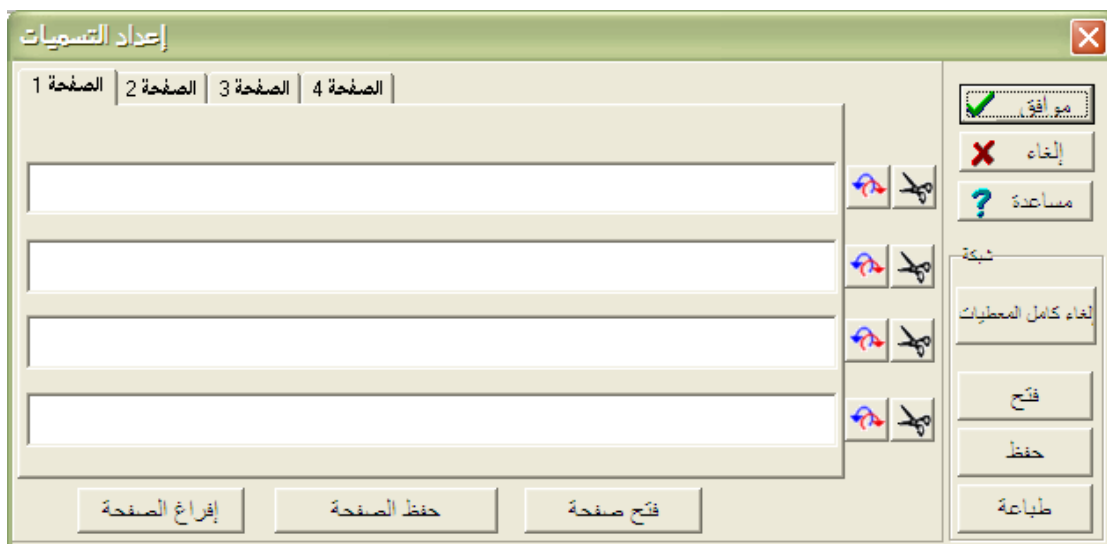 إعداد التسميات
الصفحة 1
الصفحة 2
الصفحة 3
الصفحة 4
موافق
إلغاء
مساعدة
شبكة
إلغاء كامل المعطيات
فتح
حفظ
طباعة
إفراغ الصفحة
حفظ الصفحة
فتح صفحة